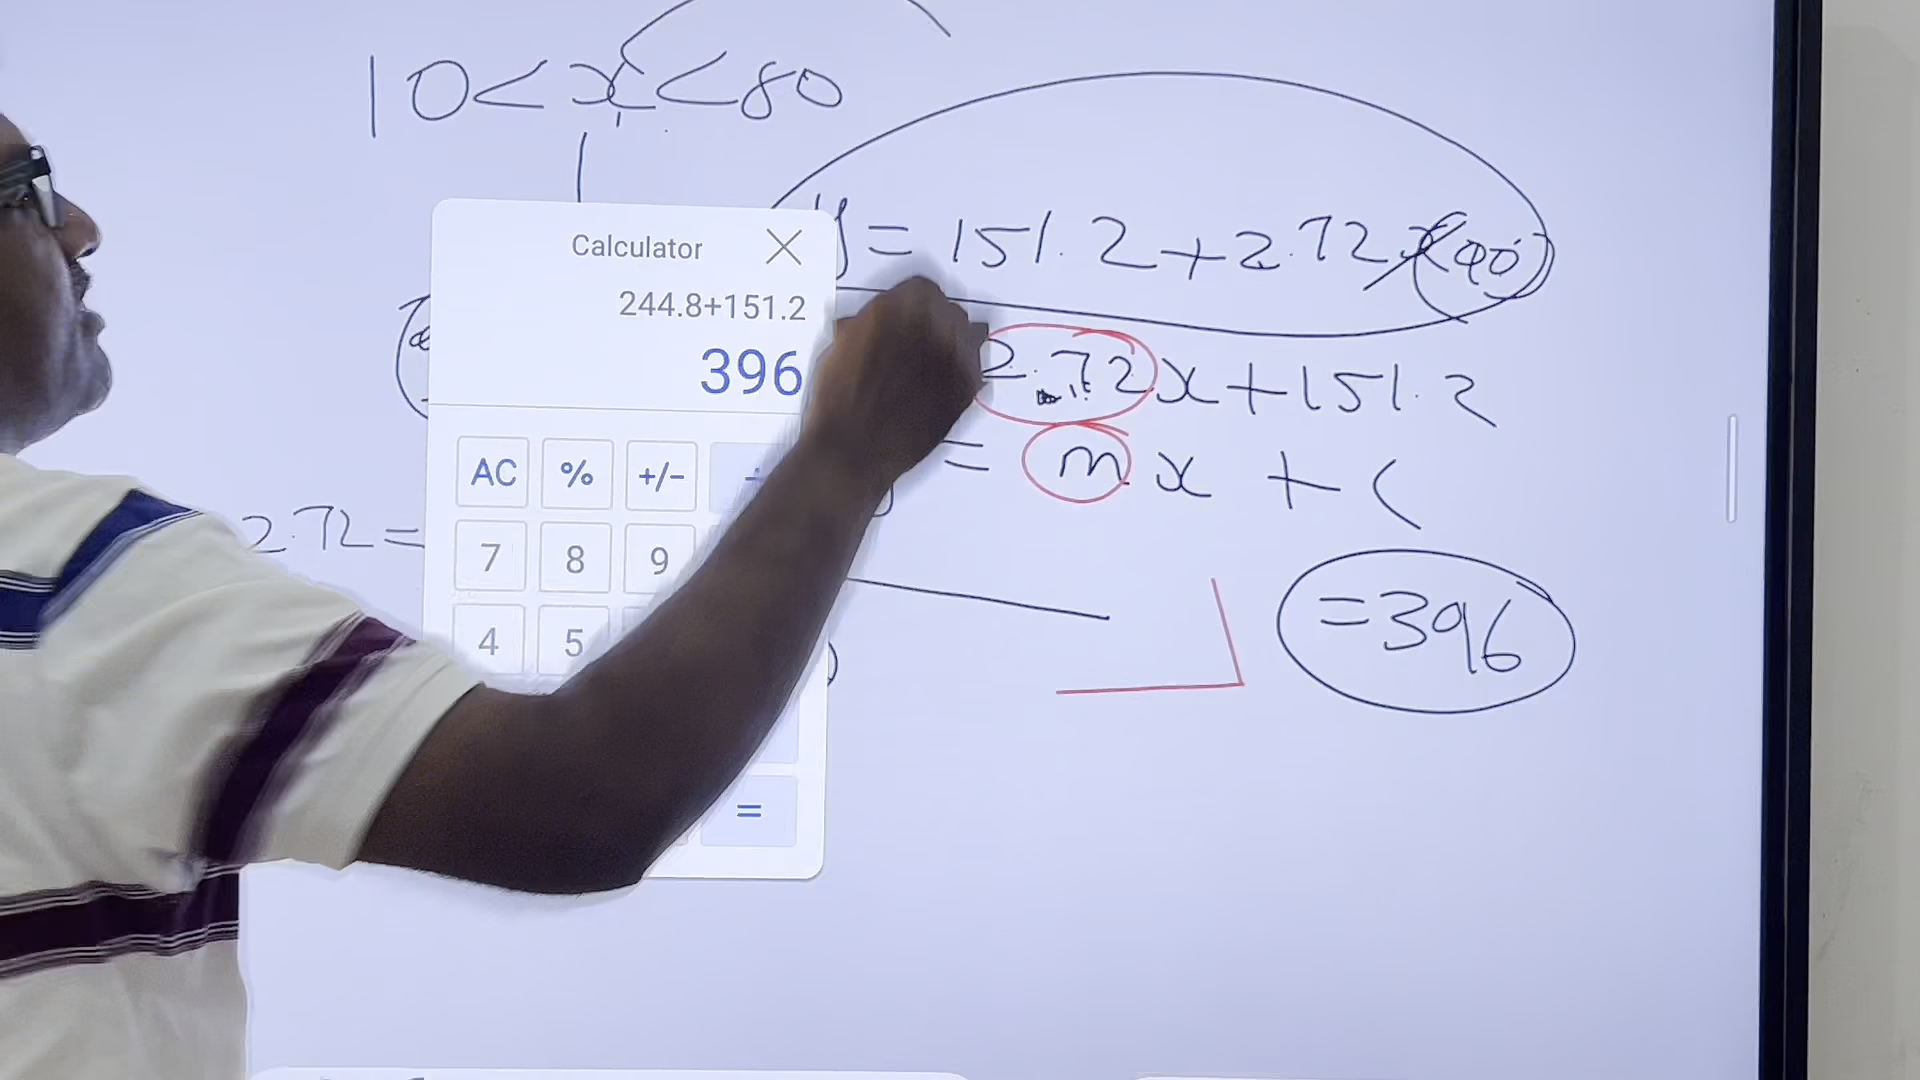 10<x<80
y=151.2+2.72x(90)
2.72x+151.2
= mx + c
2.72=
=396
Calculator
244.8+151.2
396
AC % +/-
7 8 9
4 5
=